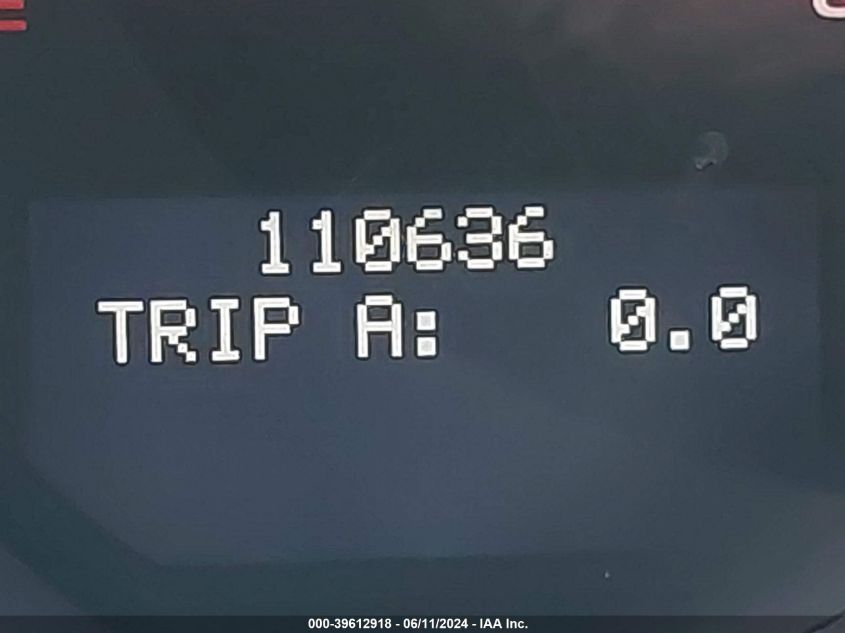 110636
TRIP A: 0.0
000-39612918 - 06/11/2024 - IAA Inc.